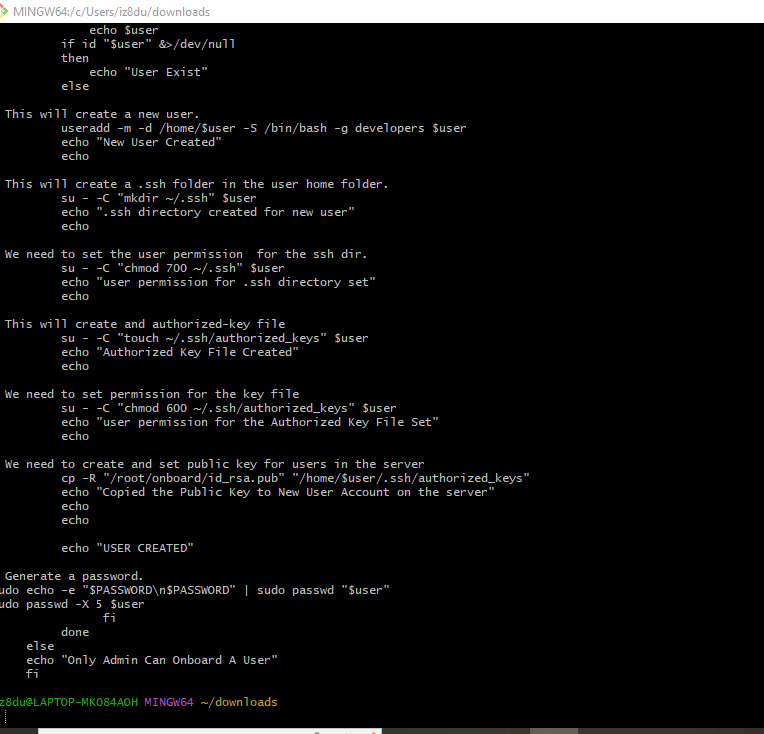 MINGW64:/c/Users/iz8du/downloads
echo $user
if id "$user" &>/dev/null
then
echo "User Exist"
else
This will create a new user.
useradd -m -d /home/$user -S /bin/bash -g developers $user
echo "New User Created"
echo
This will create a .ssh folder in the user home folder.
su - -C "mkdir ~/.ssh" $user
echo ".ssh directory created for new user"
echo
We need to set the user permission  for the ssh dir.
su - -C "chmod 700 ~/.ssh" $user
echo "user permission for .ssh directory set"
echo
This will create and authorized-key file
su - -C "touch ~/.ssh/authorized_keys" $user
echo "Authorized Key File Created"
echo
We need to set permission for the key file
su - -C "chmod 600 ~/.ssh/authorized_keys" $user
echo "user permission for the Authorized Key File Set"
echo
We need to create and set public key for users in the server
cp -R "/root/onboard/id_rsa.pub" "/home/$user/.ssh/authorized_keys"
echo "Copied the Public Key to New User Account on the server"
echo
echo
echo "USER CREATED"
Generate a password.
udo echo -e "$PASSWORD\n$PASSWORD" | sudo passwd "$user"
udo passwd -X 5 $user
fi
done
else
echo "Only Admin Can Onboard A User"
fi
z8du@LAPTOP-MKO84AOH MINGW64 ~/downloads